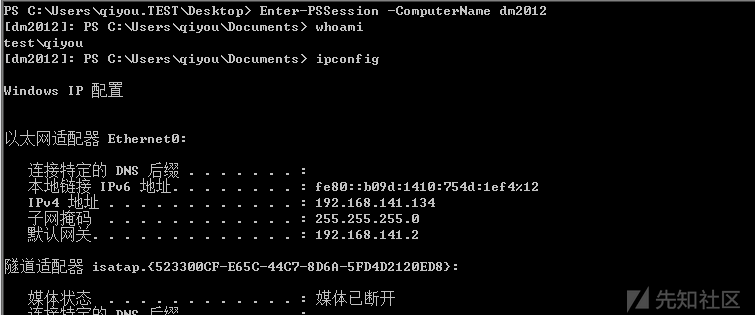 PS C:\Users\qiyou.TEST\Desktop> Enter-PSSession -ComputerName dm2012
[dm2012]: PS C:\Users\qiyou\Documents> whoami
test\qiyou
[dm2012]: PS C:\Users\qiyou\Documents> ipconfig
Windows IP 配置
以太网适配器 Ethernet0:
连接特定的 DNS 后缀 . . . . . . . :
本地链接 IPv6 地址. . . . . . . . : fe80::b09d:1410:754d:1ef4%12
IPv4 地址 . . . . . . . . . . . . : 192.168.141.134
子网掩码 . . . . . . . . . . . . : 255.255.255.0
默认网关. . . . . . . . . . . . . : 192.168.141.2
隧道适配器 isatap.{523300CF-E65C-44C7-8D6A-5FD4D2120ED8}:
媒体状态 . . . . . . . . . . . . : 媒体已断开
连接特定的 DNS 后缀 . . . . . . . :
先知社区